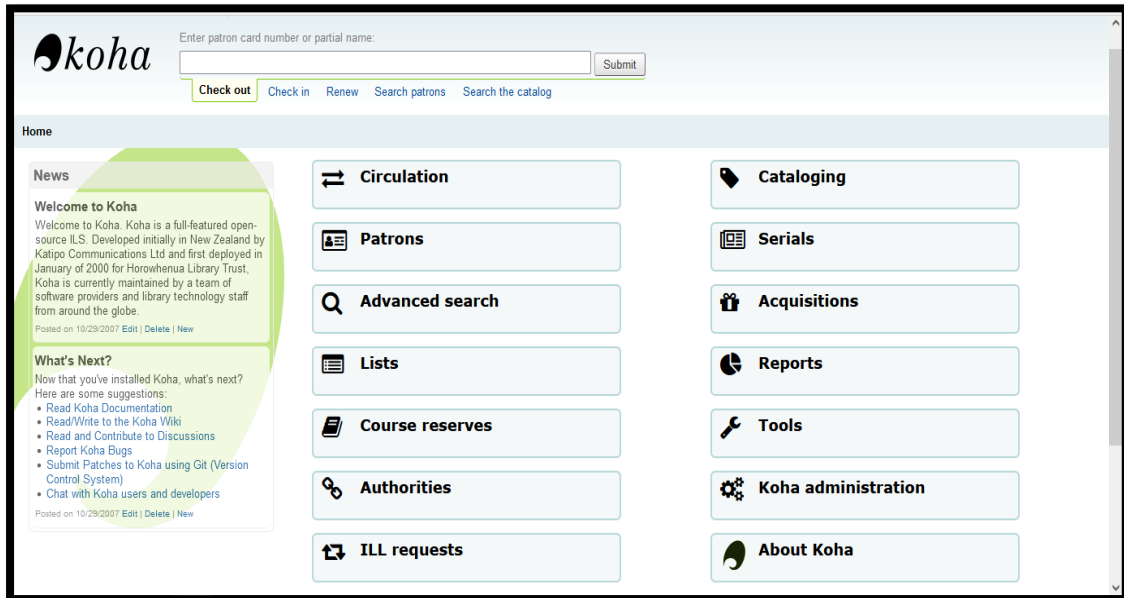 koha
Enter patron card number or partial name:
Submit
Check out Check in Renew Search patrons Search the catalog
Home
News
Welcome to Koha
Welcome to Koha. Koha is a full-featured open-
source ILS. Developed initially in New Zealand by
Katipo Communications Ltd and first deployed in
January of 2000 for Horowhenua Library Trust,
Koha is currently maintained by a team of
software providers and library technology staff
from around the globe.
Posted on 10/29/2007 Edit | Delete | New
What's Next?
Now that you've installed Koha, what's next?
Here are some suggestions:
• Read Koha Documentation
• Read/Write to the Koha Wiki
• Read and Contribute to Discussions
• Report Koha Bugs
• Submit Patches to Koha using Git (Version
Control System)
• Chat with Koha users and developers
Posted on 10/29/2007 Edit | Delete | New
Circulation
Patrons
Advanced search
Lists
Course reserves
Authorities
ILL requests
Cataloging
Serials
Acquisitions
Reports
Tools
Koha administration
About Koha